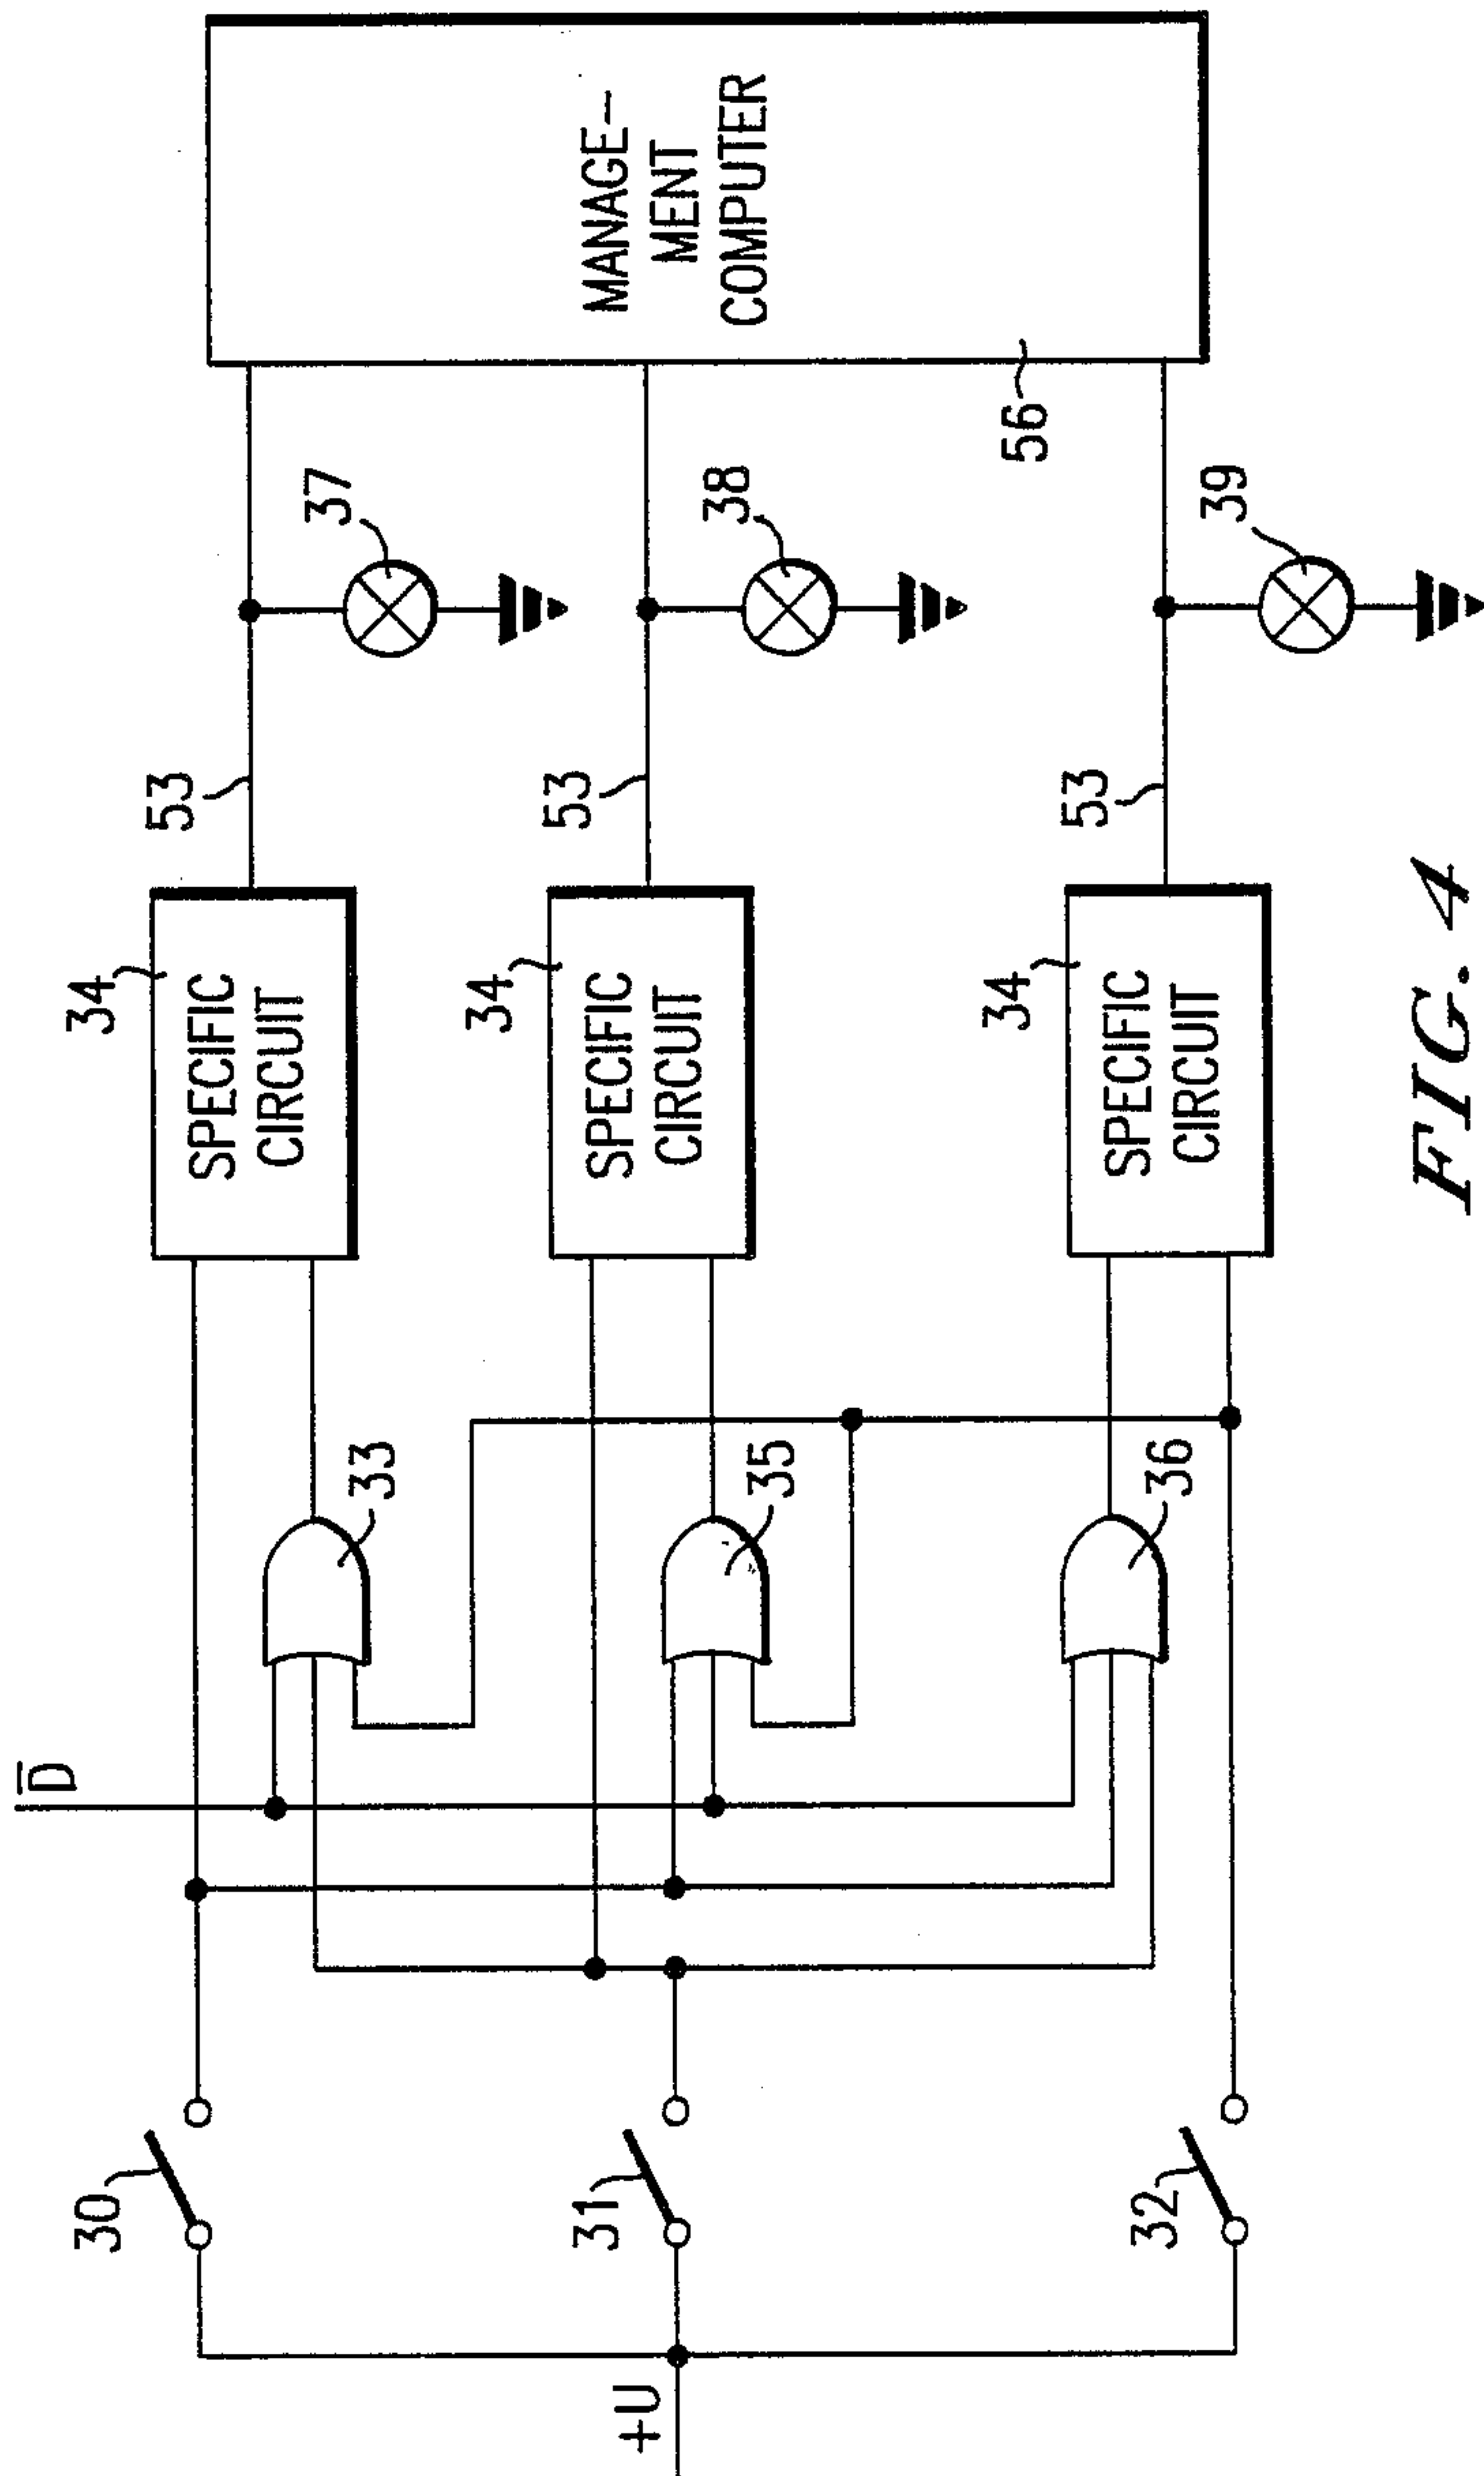 D̅
+U
30
31
32
33
35
36
34
SPECIFIC
CIRCUIT
34
SPECIFIC
CIRCUIT
34
SPECIFIC
CIRCUIT
53
53
53
37
38
39
56
MANAGE-
MENT
COMPUTER
FIG. 4